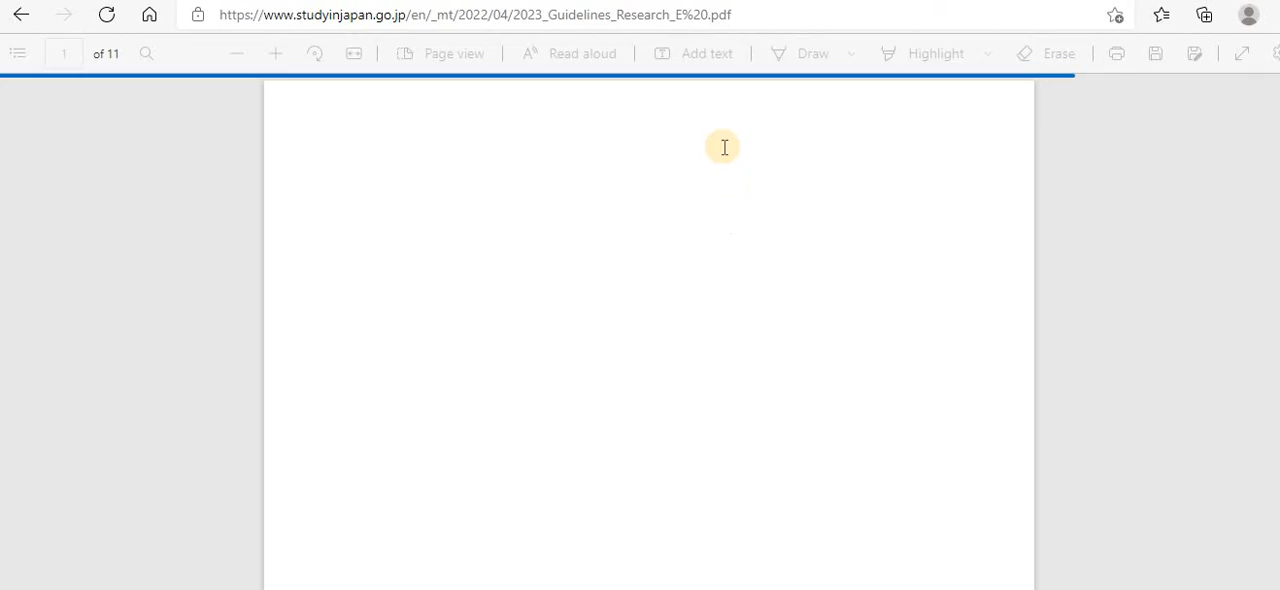 https://www.studyinjapan.go.jp/en/_mt/2022/04/2023_Guidelines_Research_E%20.pdf
1 of 11 Page view Read aloud Add text Draw Highlight Erase